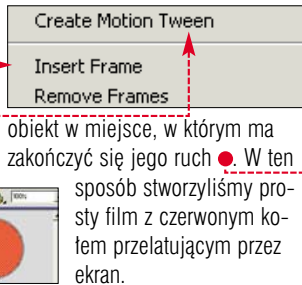 Create Motion Tween
Insert Frame
Remove Frames
obiekt w miejsce, w którym ma
zakończyć się jego ruch ●. W ten
sposób stworzyliśmy pro-
sty film z czerwonym ko-
łem przelatującym przez
ekran.
100%